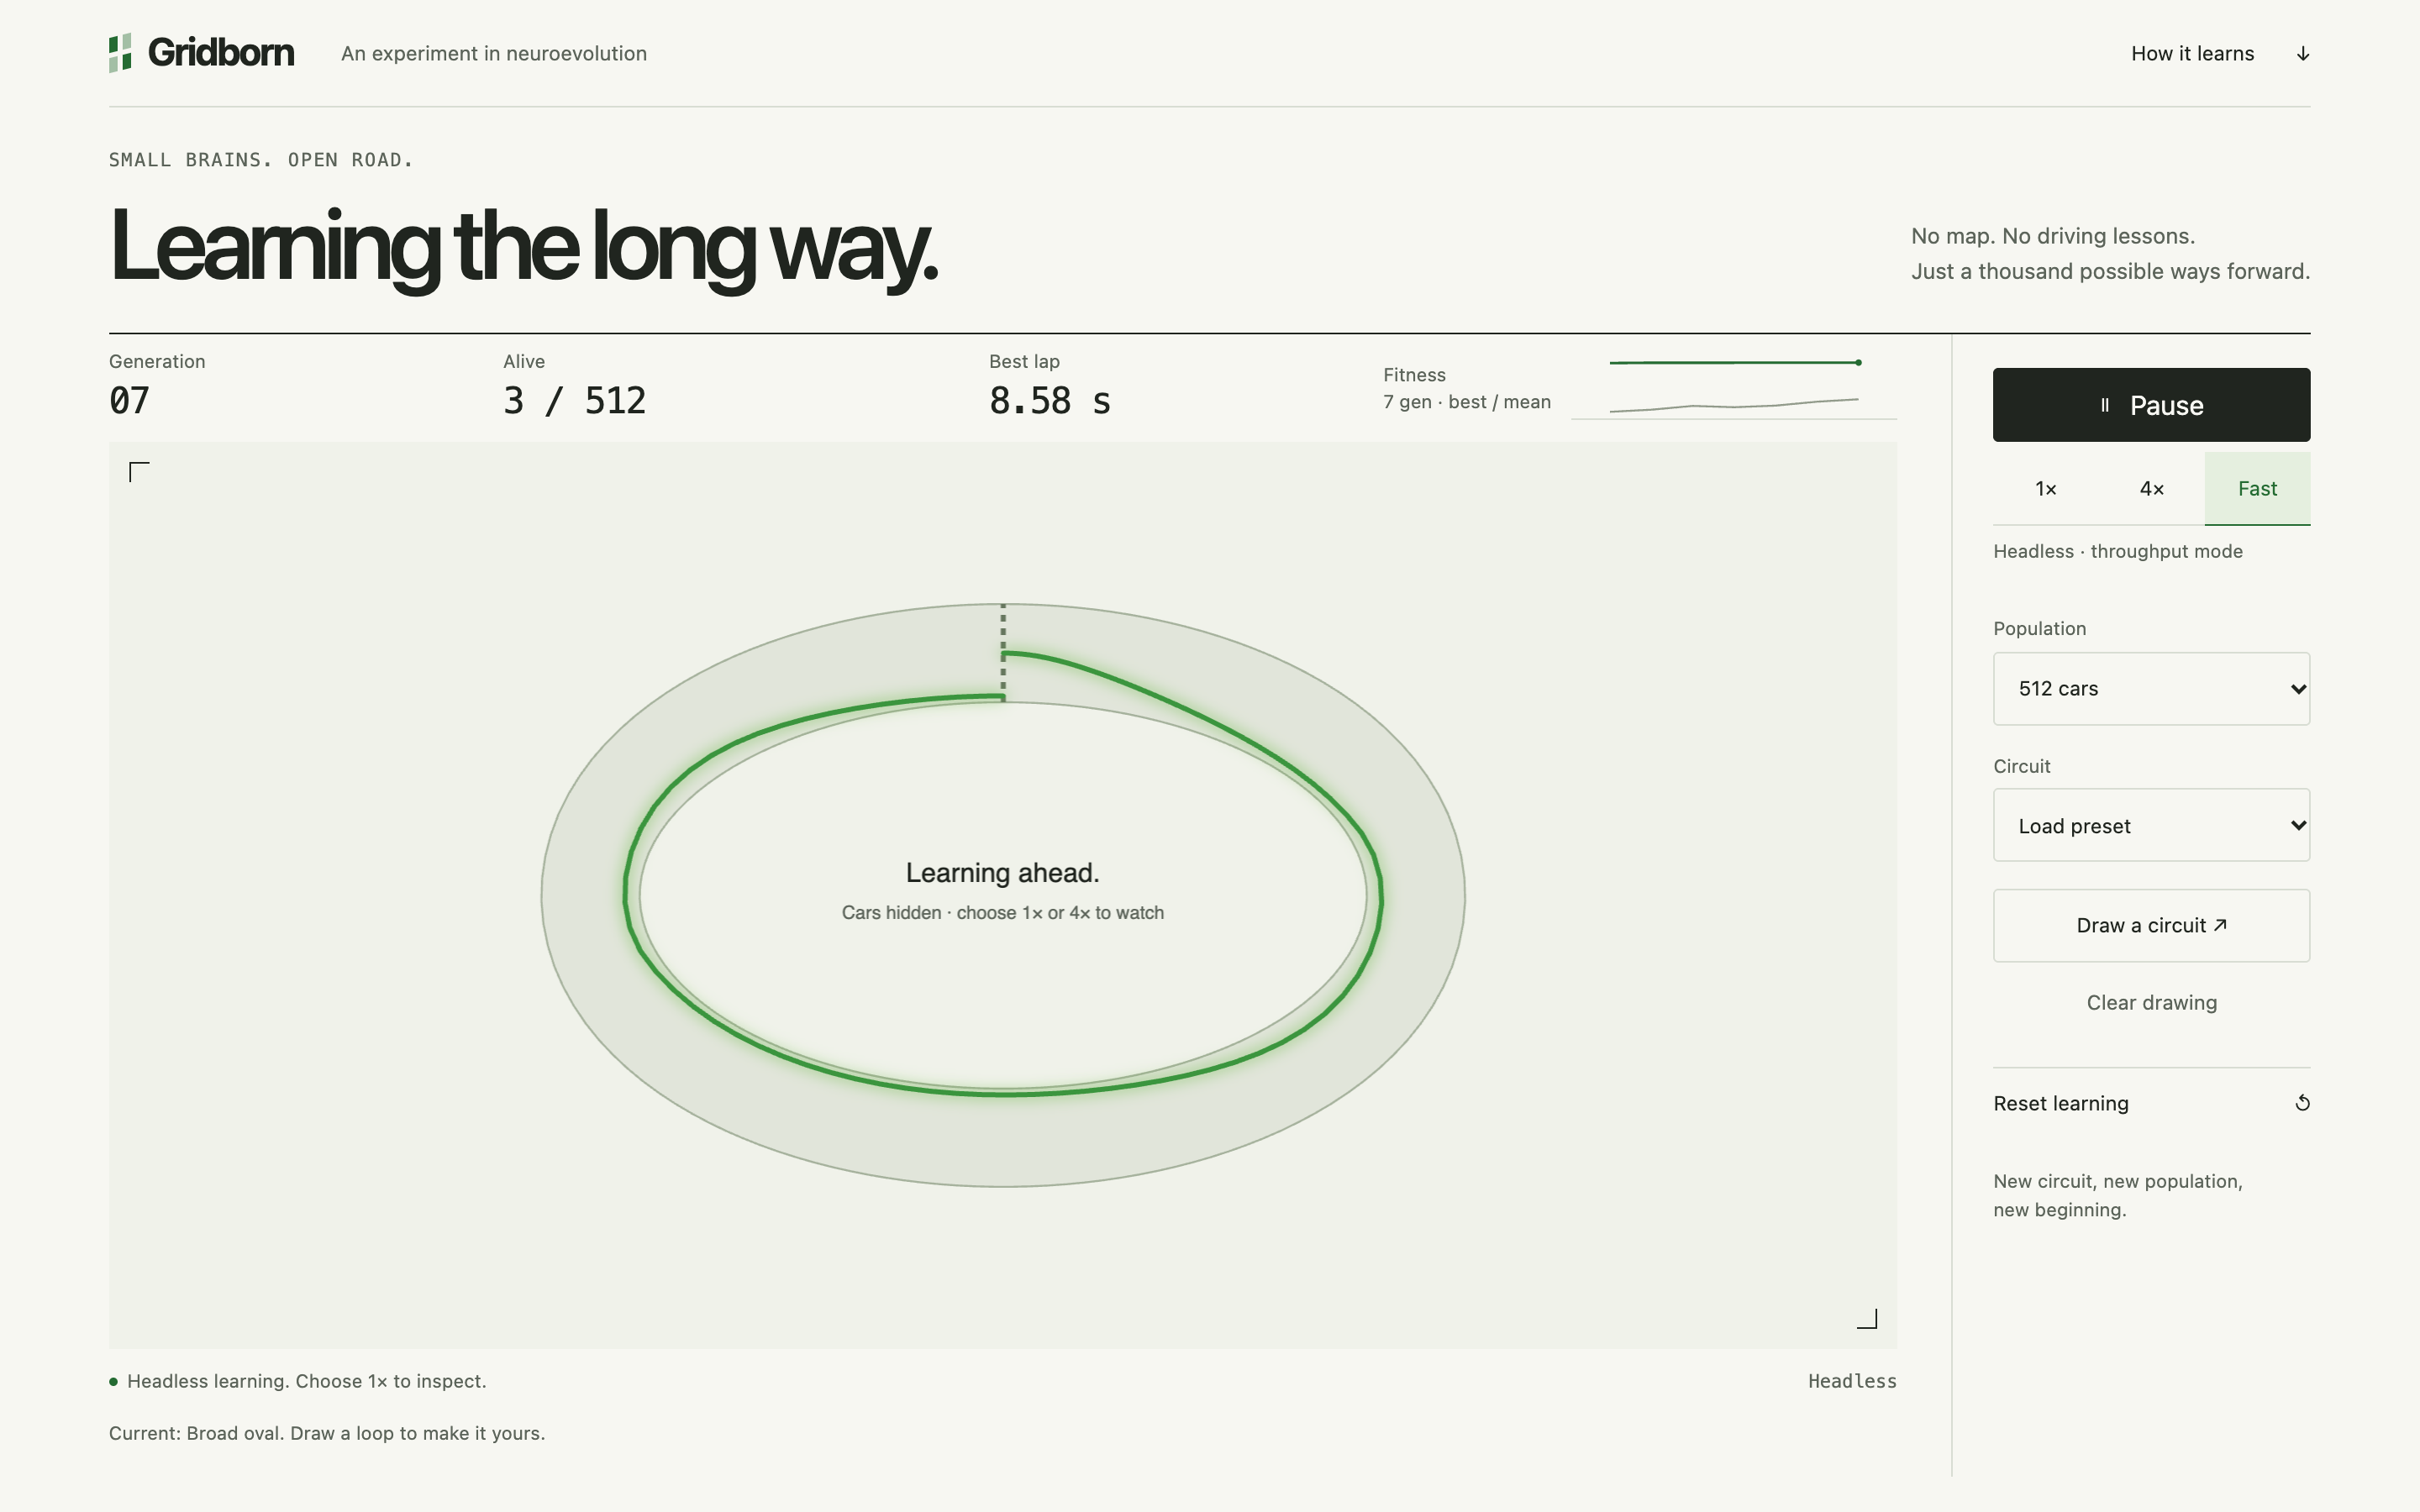 Gridborn
An experiment in neuroevolution
How it learns ↓
SMALL BRAINS. OPEN ROAD.
Learning the long way.
No map. No driving lessons.
Just a thousand possible ways forward.
Generation
07
Alive
3 / 512
Best lap
8.58 s
Fitness
7 gen · best / mean
Pause
1×
4×
Fast
Headless · throughput mode
Population
512 cars
Circuit
Load preset
Draw a circuit ↗
Clear drawing
Reset learning
New circuit, new population,
new beginning.
Learning ahead.
Cars hidden · choose 1× or 4× to watch
Headless learning. Choose 1× to inspect.
Headless
Current: Broad oval. Draw a loop to make it yours.